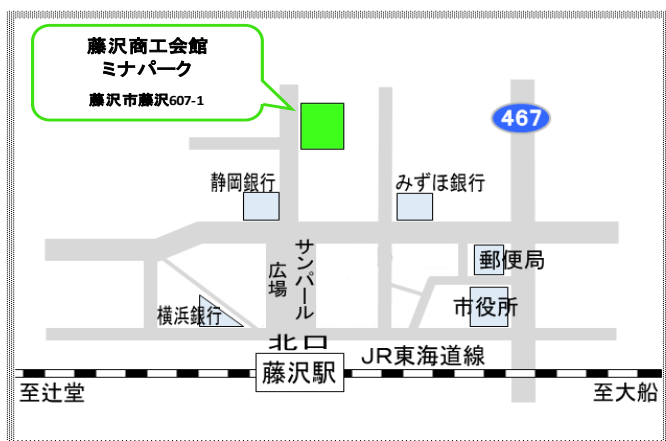 藤沢商工会館
ミナパーク
藤沢市藤沢607-1
467
静岡銀行
みずほ銀行
サンパール
広場
郵便局
横浜銀行
市役所
北口
JR東海道線
藤沢駅
至辻堂
至大船